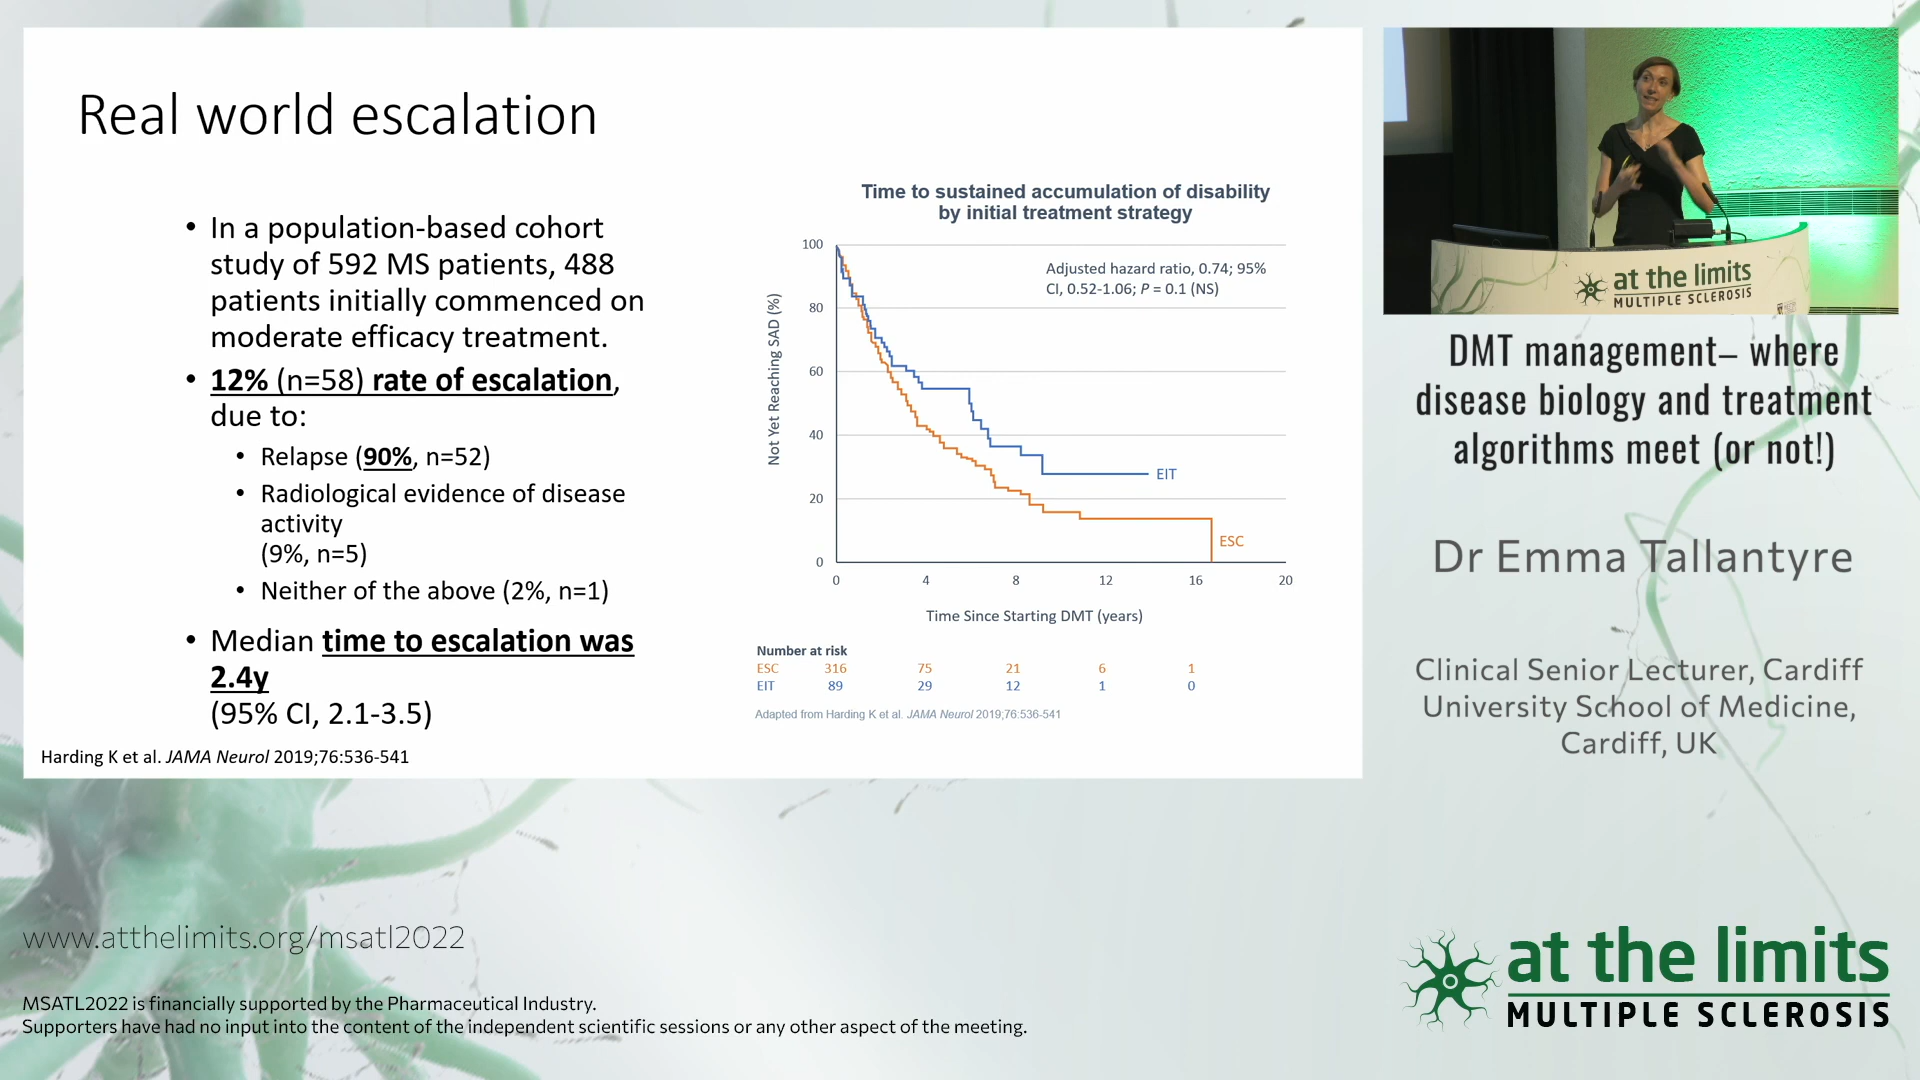 Real world escalation
• In a population-based cohort
study of 592 MS patients, 488
patients initially commenced on
moderate efficacy treatment.
• 12% (n=58) rate of escalation,
due to:
• Relapse (90%, n=52)
• Radiological evidence of disease
activity
(9%, n=5)
• Neither of the above (2%, n=1)
• Median time to escalation was
2.4y
(95% CI, 2.1-3.5)
Harding K et al. JAMA Neurol 2019;76:536-541
Time to sustained accumulation of disability
by initial treatment strategy
Adjusted hazard ratio, 0.74; 95%
CI, 0.52-1.06; P = 0.1 (NS)
Not Yet Reaching SAD (%)
100
80
60
40
20
0
EIT
ESC
0 4 8 12 16 20
Time Since Starting DMT (years)
Number at risk
ESC 316 75 21 6 1
EIT 89 29 12 1 0
Adapted from Harding K et al. JAMA Neurol 2019;76:536-541
at the limits
MULTIPLE SCLEROSIS
DMT management– where
disease biology and treatment
algorithms meet (or not!)
Dr Emma Tallantyre
Clinical Senior Lecturer, Cardiff
University School of Medicine,
Cardiff, UK
www.atthelimits.org/msatl2022
MSATL2022 is financially supported by the Pharmaceutical Industry.
Supporters have had no input into the content of the independent scientific sessions or any other aspect of the meeting.
at the limits
MULTIPLE SCLEROSIS